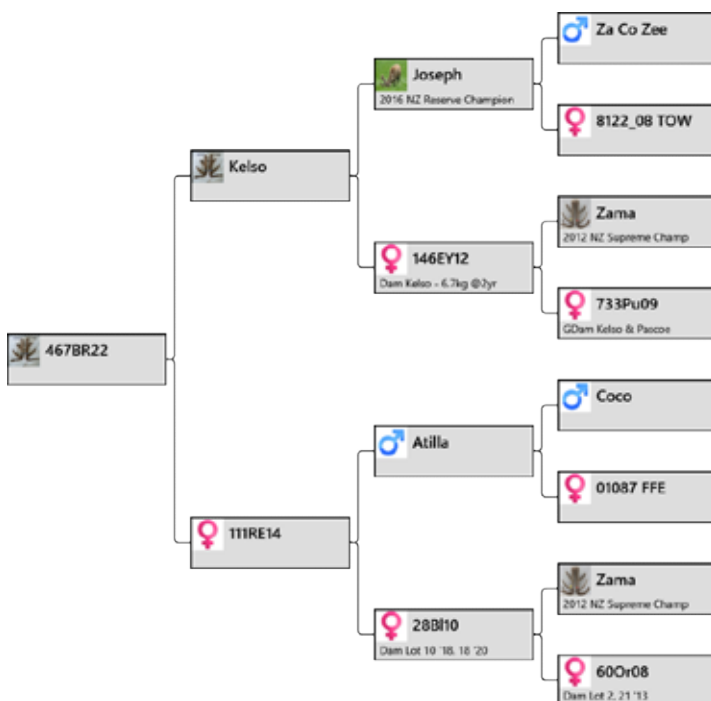 Za Co Zee
Joseph
2016 NZ Reserve Champion
8122_08 TOW
Kelso
Zama
2012 NZ Supreme Champ
146EY12
Dam Kelso - 6.7kg @2yr
733Pu09
GDam Kelso & Pascoe
467BR22
Coco
Atilla
01087 FFE
111RE14
Zama
2012 NZ Supreme Champ
28Bl10
Dam Lot 10 '18, 18 '20
60Or08
Dam Lot 2, 21 '13